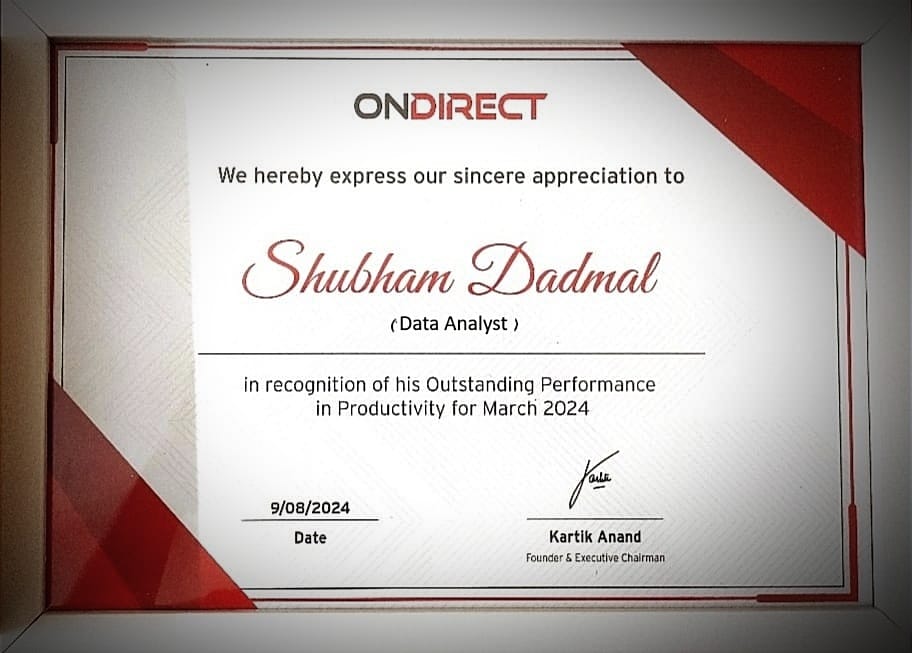 ONDIRECT
We hereby express our sincere appreciation to
Shubham Dadmal
(Data Analyst)
in recognition of his Outstanding Performance
in Productivity for March 2024
9/08/2024
Date
Kartik
Kartik Anand
Founder & Executive Chairman